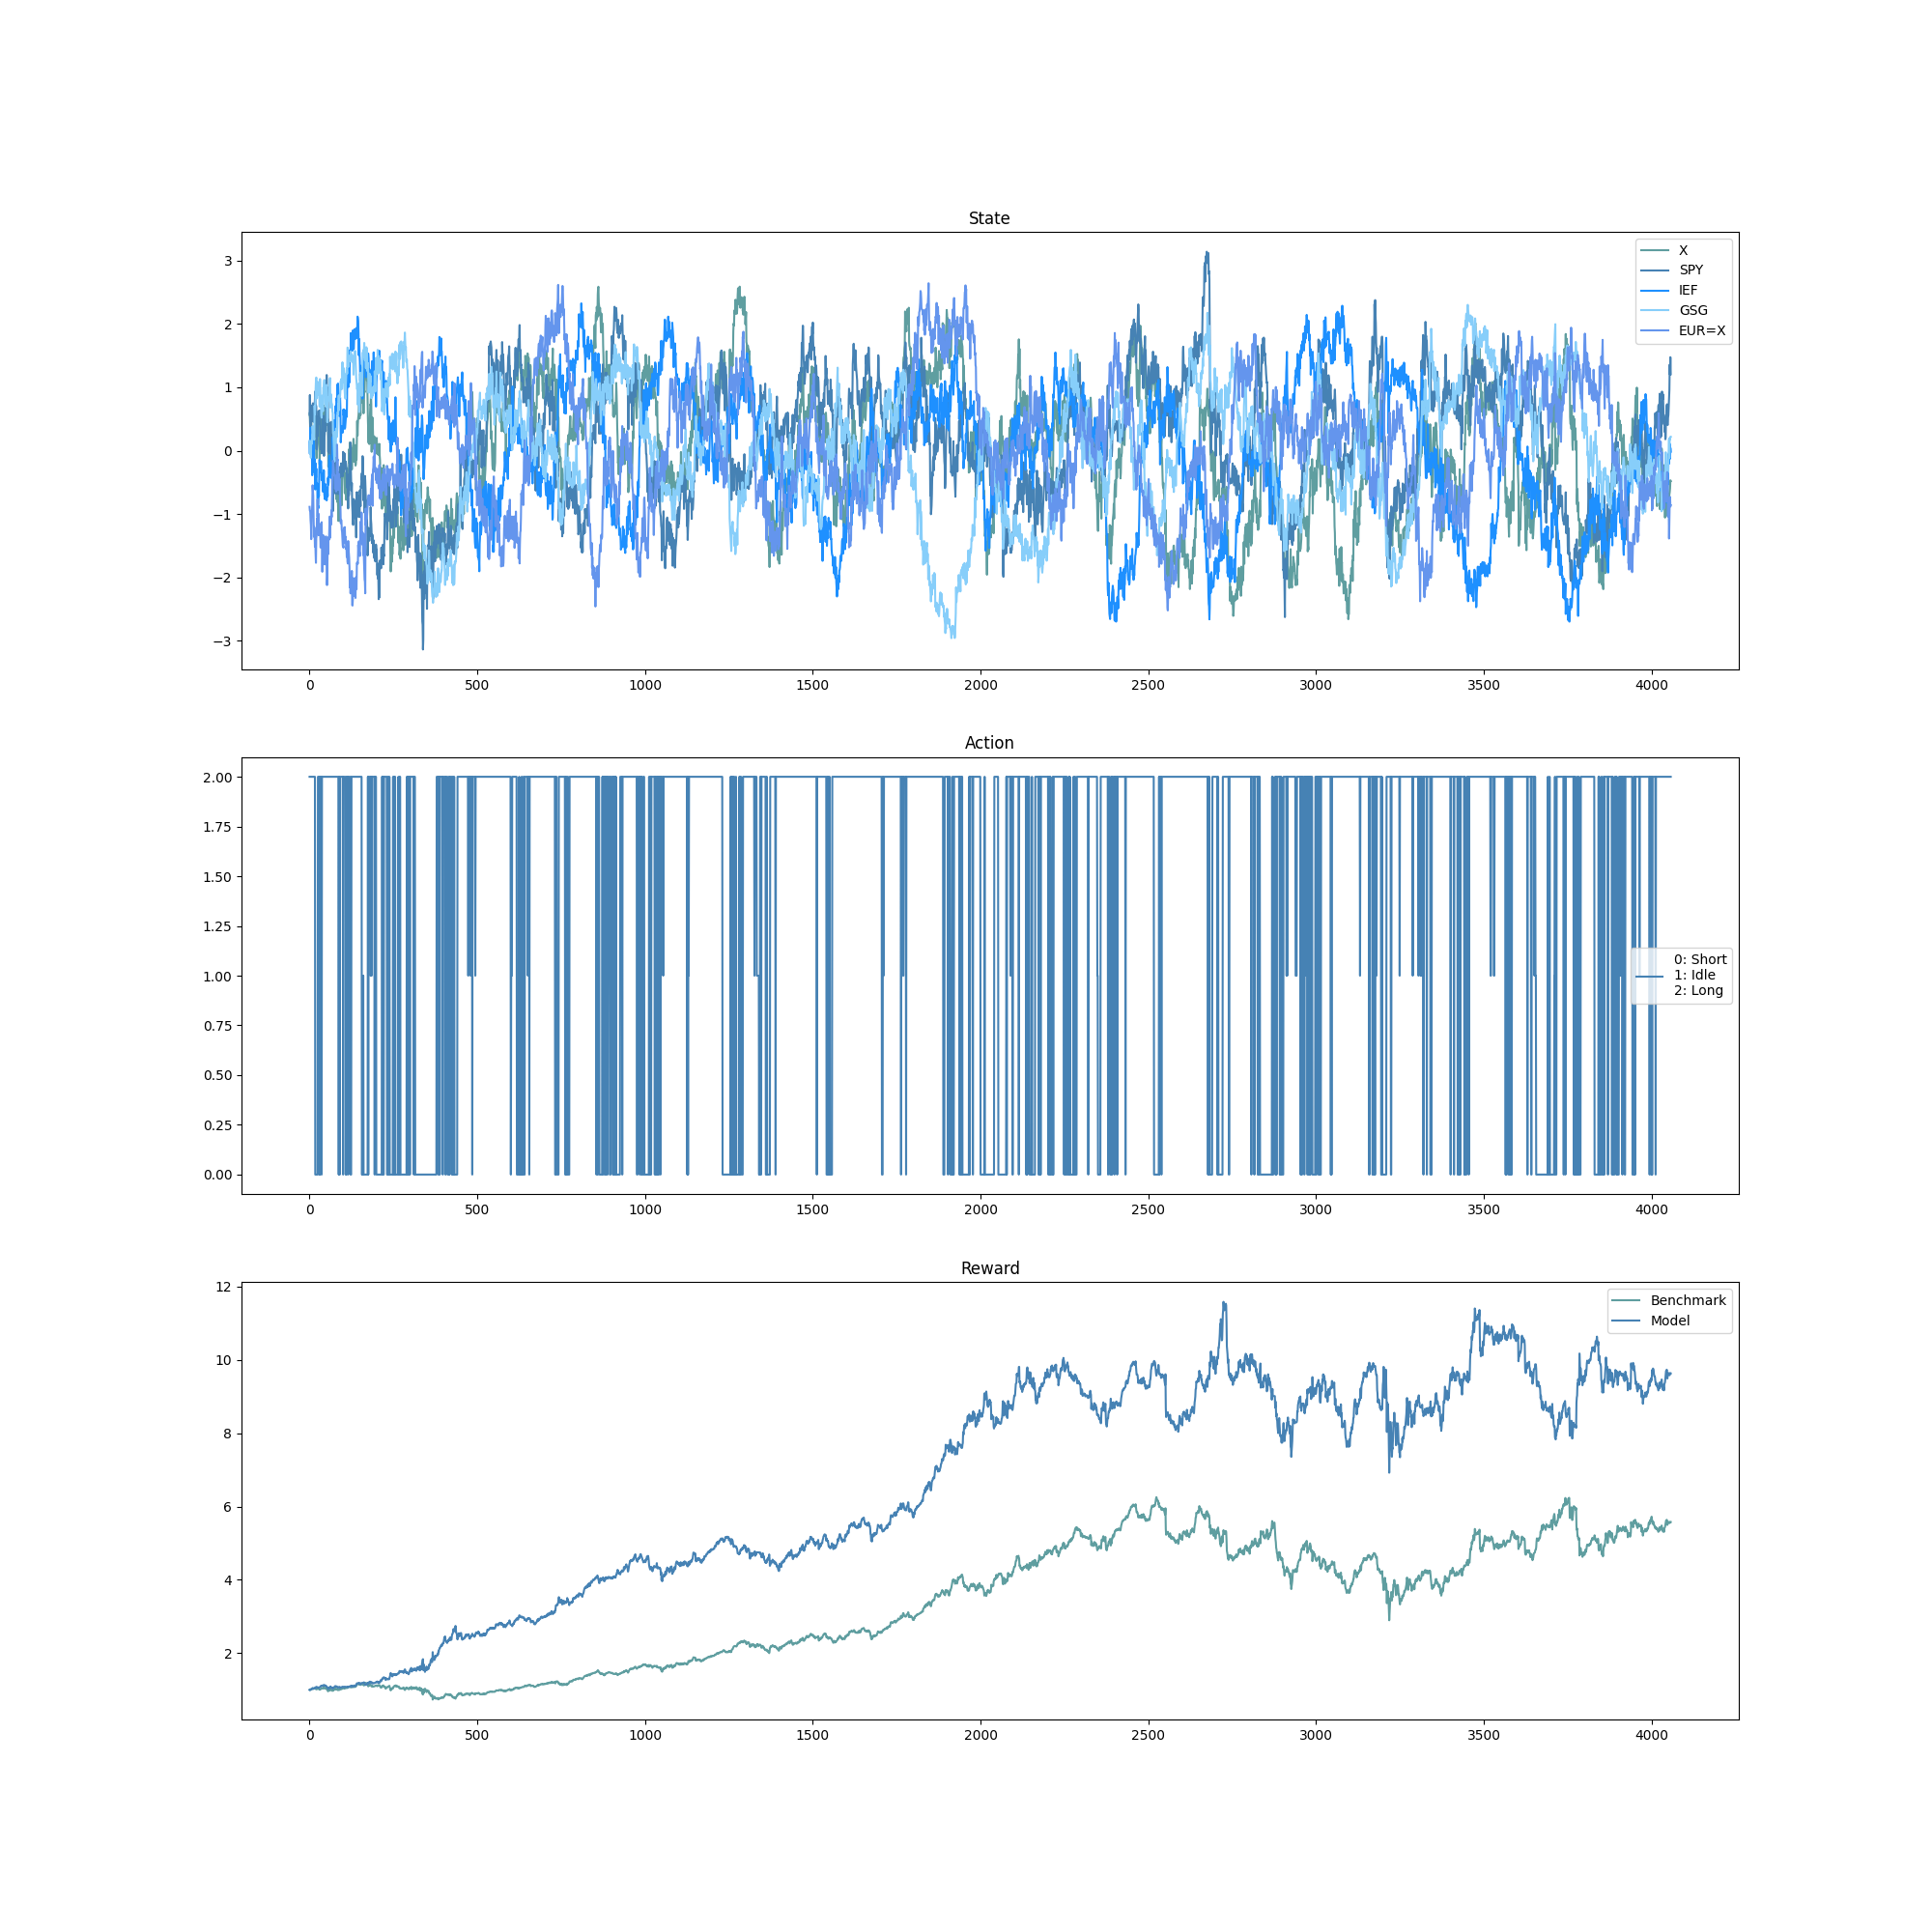 State
3
2
1
0
−1
−2
−3
X
SPY
IEF
GSG
EUR=X
0 500 1000 1500 2000 2500 3000 3500 4000
Action
2.00
1.75
1.50
1.25
1.00
0.75
0.50
0.25
0.00
0: Short
1: Idle
2: Long
0 500 1000 1500 2000 2500 3000 3500 4000
Reward
12
10
8
6
4
2
Benchmark
Model
0 500 1000 1500 2000 2500 3000 3500 4000